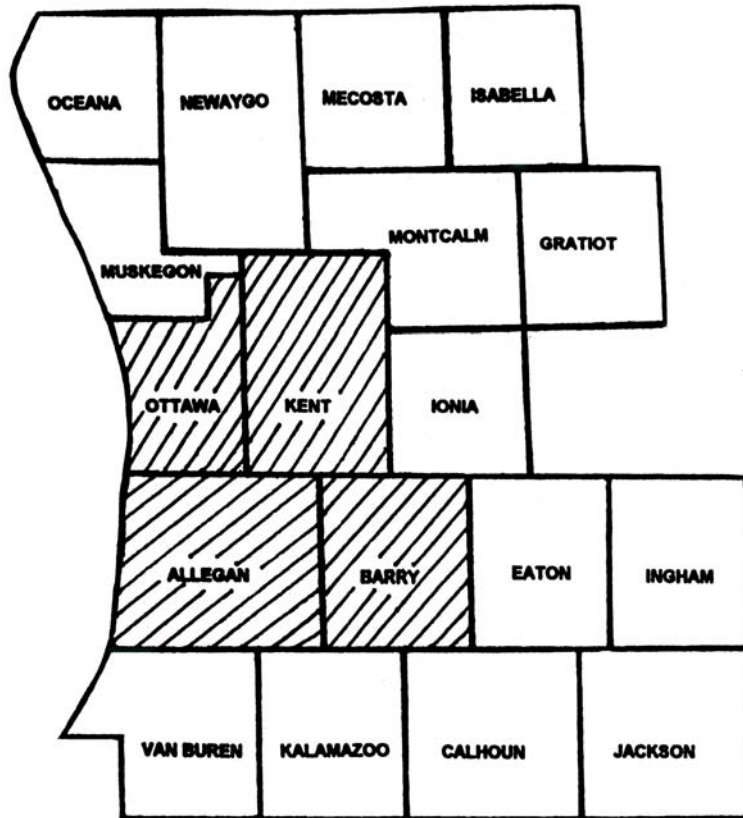 OCEANA
NEWAYGO
MECOSTA
ISABELLA
MUSKEGON
MONTCALM
GRATIOT
OTTAWA
KENT
IONIA
ALLEGAN
BARRY
EATON
INGHAM
VAN BUREN
KALAMAZOO
CALHOUN
JACKSON